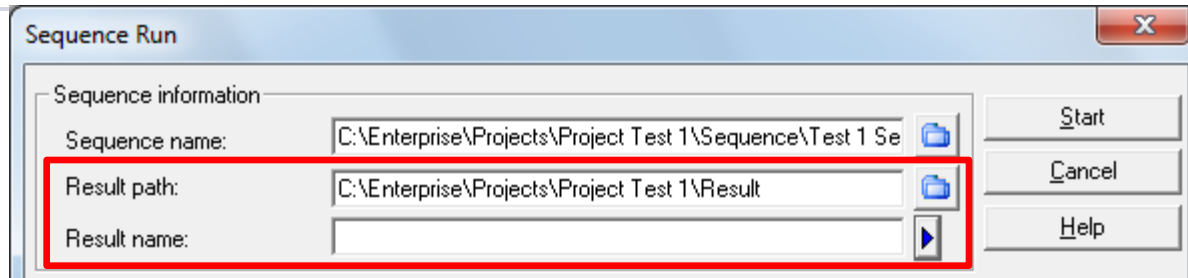 Sequence Run
Sequence information
Sequence name: C:\Enterprise\Projects\Project Test 1\Sequence\Test 1 Se
Result path: C:\Enterprise\Projects\Project Test 1\Result
Result name:
Start
Cancel
Help